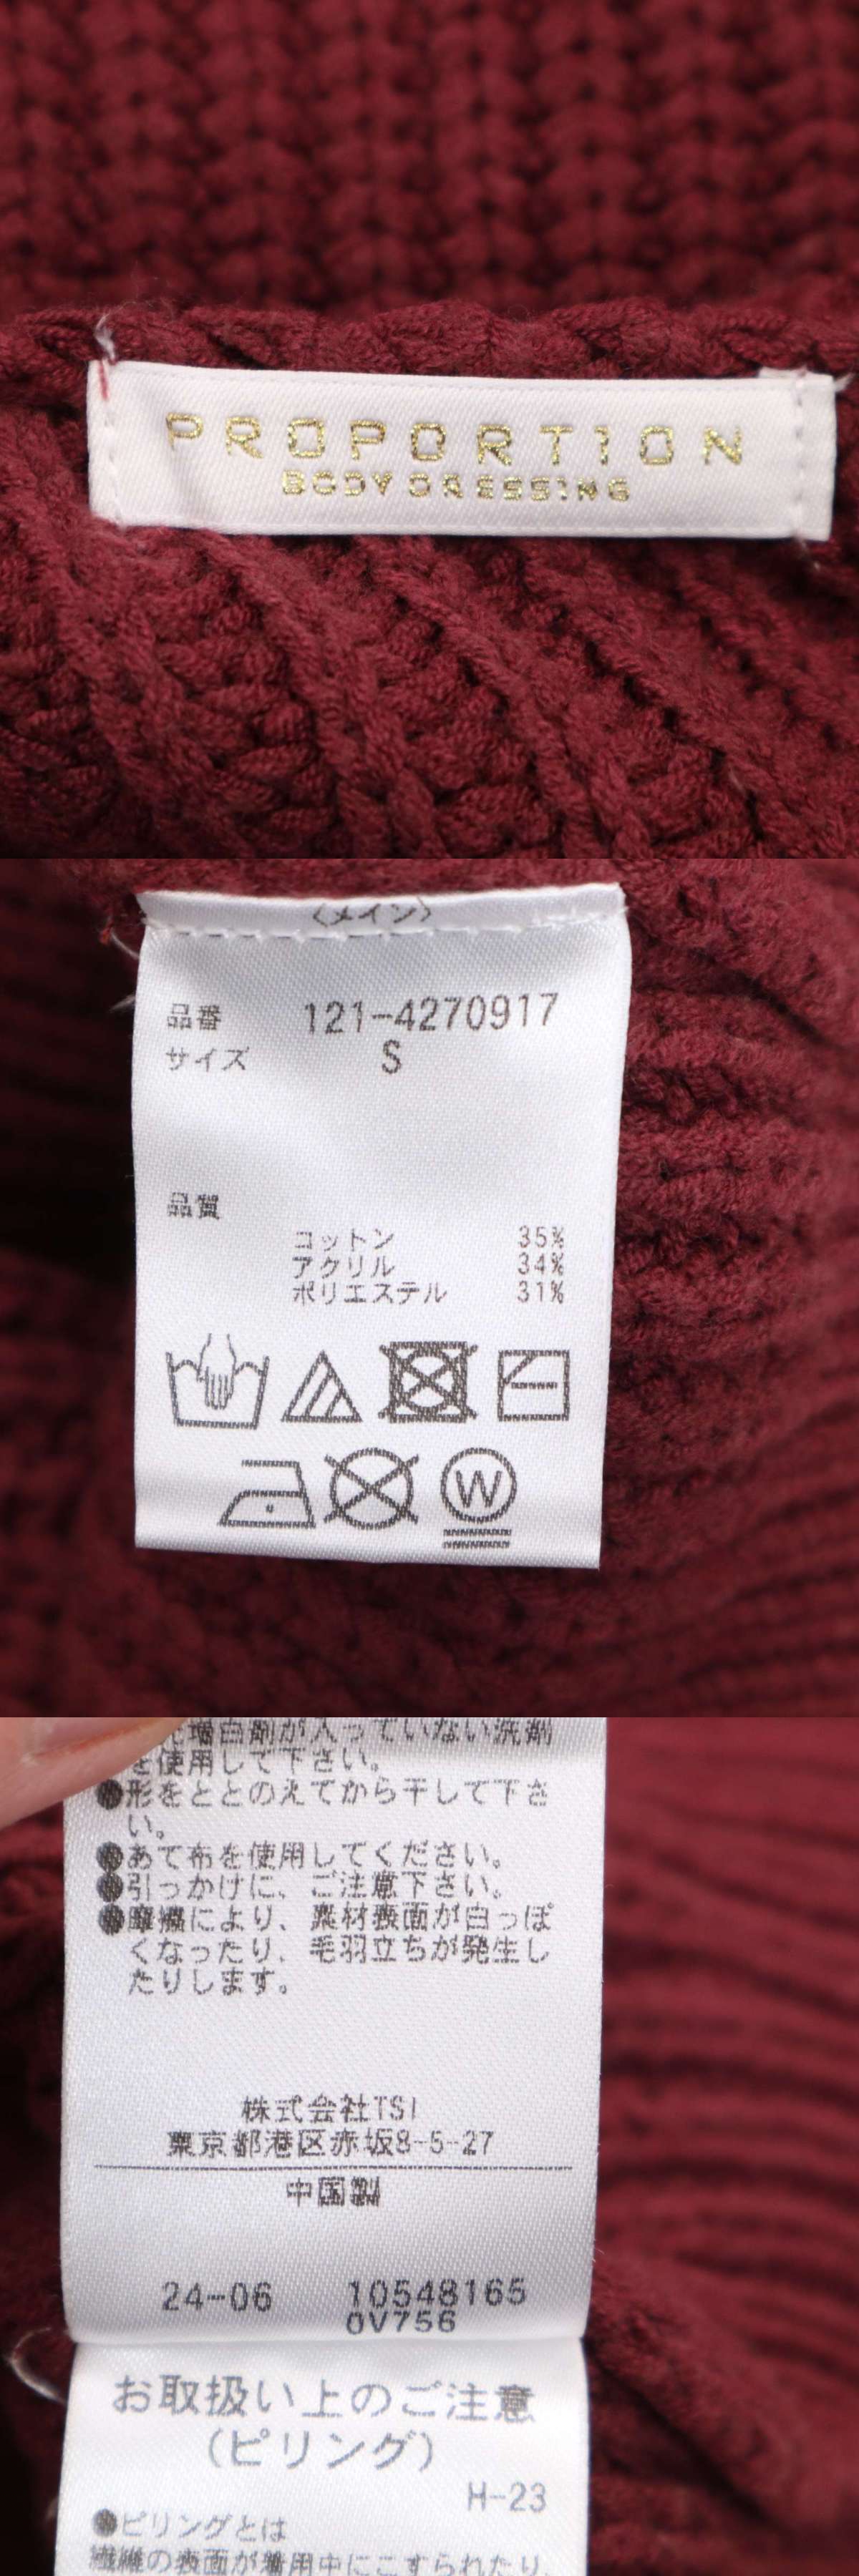 PROPORTION
BODY DRESSING
〈メイン〉
品番 121-4270917
サイズ S
品質
コットン 35%
アクリル 34%
ポリエステル 31%
W
増白剤が入っていない洗剤
を使用して下さい。
●形をととのえてから干して下さ
い。
●あて布を使用してください。
●引っかけに、ご注意下さい。
●摩擦により、素材表面が白っぽ
くなったり、毛羽立ちが発生し
たりします。
株式会社TSI
東京都港区赤坂8-5-27
中国製
24-06 10548165
0V756
お取扱い上のご注意
(ピリング)
H-23
●ピリングとは
繊維の表面が着用中にこすられたり、